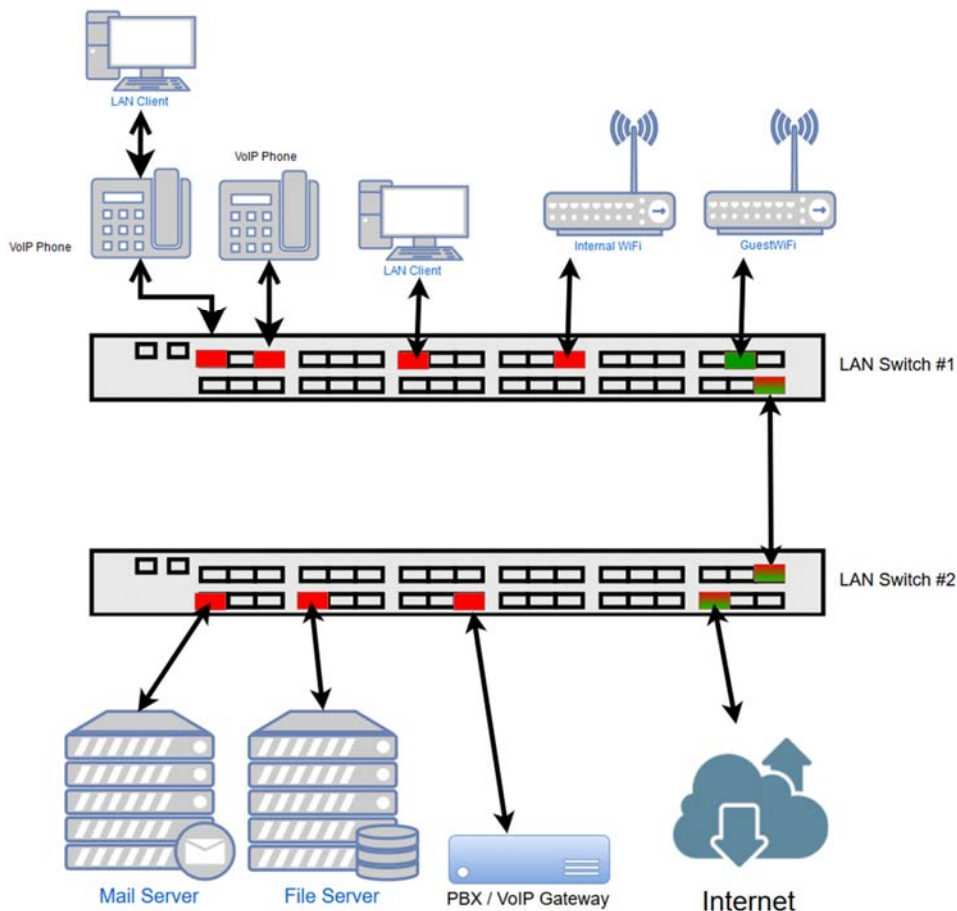 LAN Client
VoIP Phone
VoIP Phone
LAN Client
Internal WiFi
GuestWiFi
LAN Switch #1
LAN Switch #2
Mail Server
File Server
PBX / VoIP Gateway
Internet